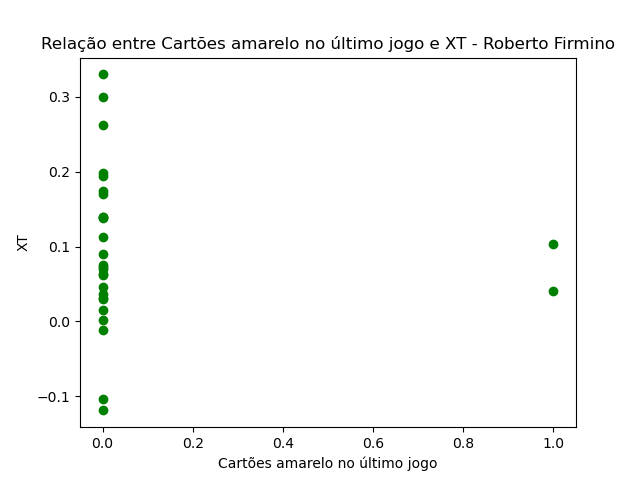 Relação entre Cartões amarelo no último jogo e XT - Roberto Firmino
0.3
0.2
0.1
0.0
−0.1
XT
0.0 0.2 0.4 0.6 0.8 1.0
Cartões amarelo no último jogo